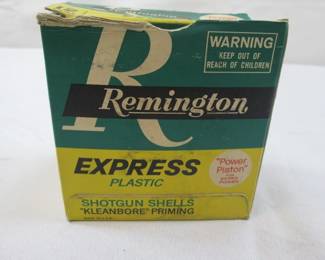 WARNING
KEEP OUT OF
REACH OF CHILDREN
R
Remington
EXPRESS
PLASTIC
"Power
Piston"
SHOTGUN SHELLS
"KLEANBORE" PRIMING